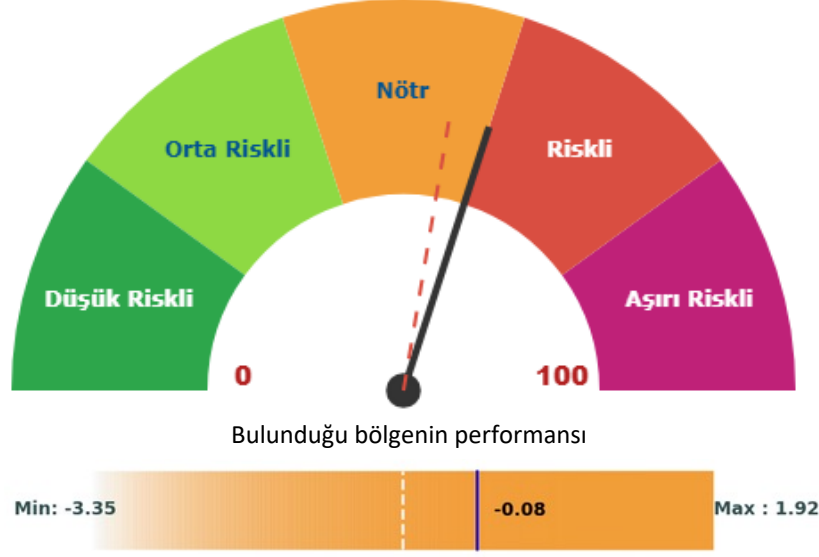 Nötr
Orta Riskli
Riskli
Düşük Riskli
Aşırı Riskli
0
100
Bulunduğu bölgenin performansı
Min: -3.35
-0.08
Max : 1.92